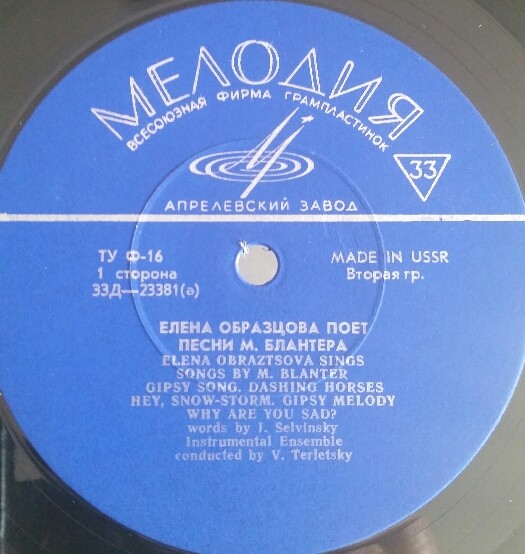 МЕЛОДИЯ
ВСЕСОЮЗНАЯ ФИРМА ГРАМПЛАСТИНОК
33
АПРЕЛЕВСКИЙ ЗАВОД
ТУ Ф-16
1 сторона
33Д—23381(а)
MADE IN USSR
Вторая гр.
ЕЛЕНА ОБРАЗЦОВА ПОЕТ
ПЕСНИ М. БЛАНТЕРА
ELENA OBRAZTSOVA SINGS
SONGS BY M. BLANTER
GIPSY SONG. DASHING HORSES
HEY, SNOW-STORM. GIPSY MELODY
WHY ARE YOU SAD?
words by I. Selvinsky
Instrumental Ensemble
conducted by V. Terletsky